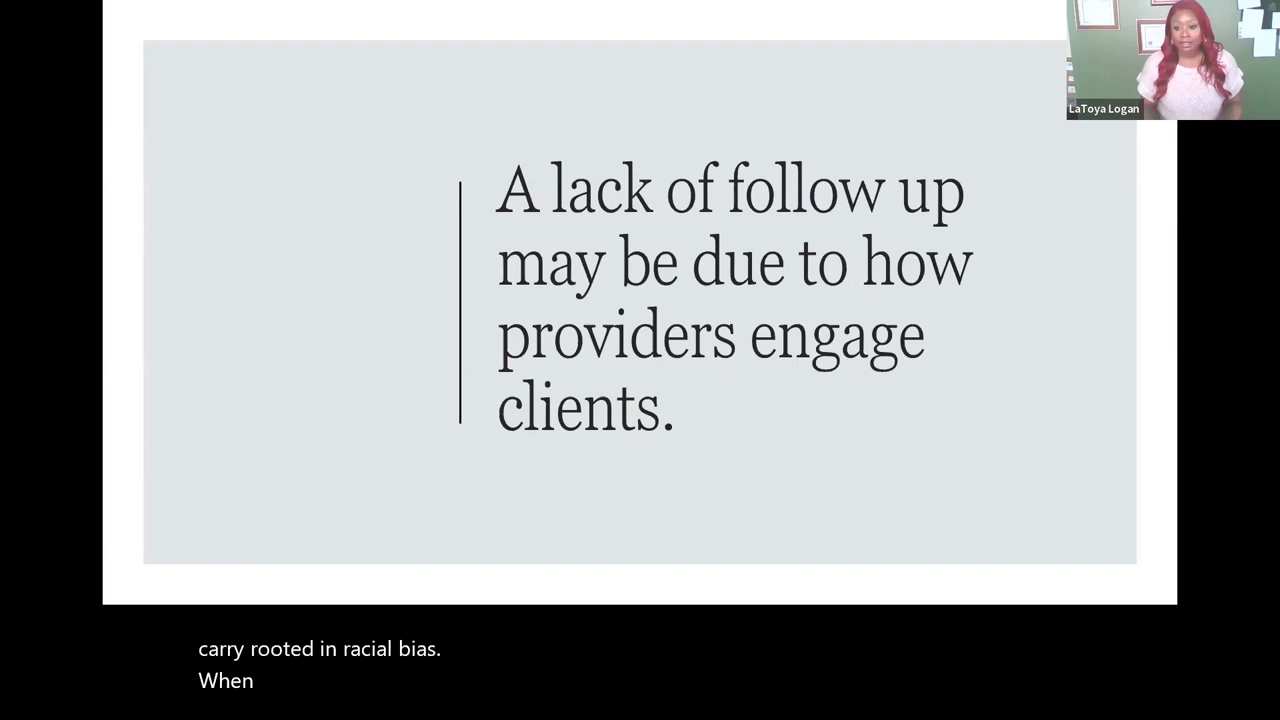 LaToya Logan
A lack of follow up
may be due to how
providers engage
clients.
carry rooted in racial bias.
When